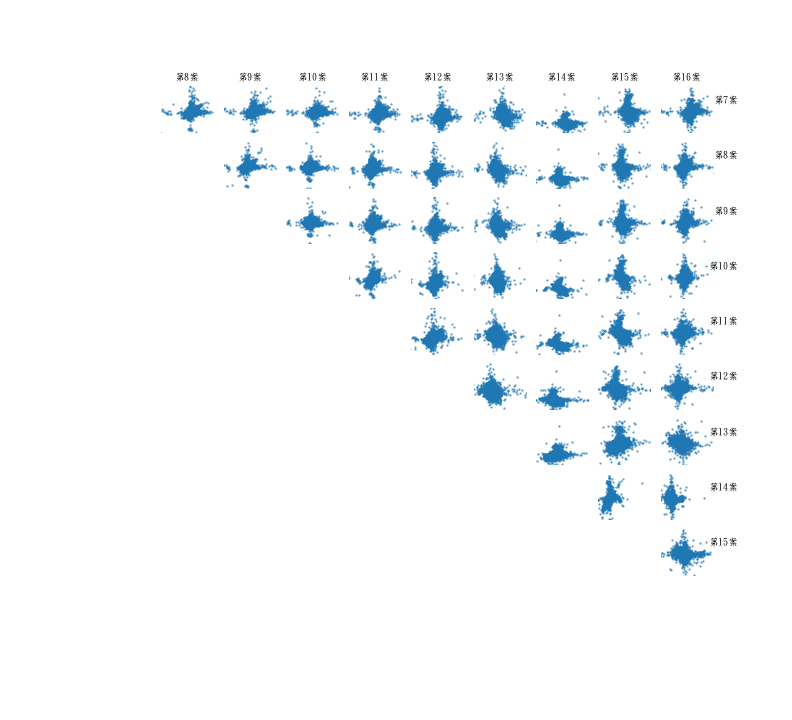 第8案 第9案 第10案 第11案 第12案 第13案 第14案 第15案 第16案
第7案
第8案
第9案
第10案
第11案
第12案
第13案
第14案
第15案